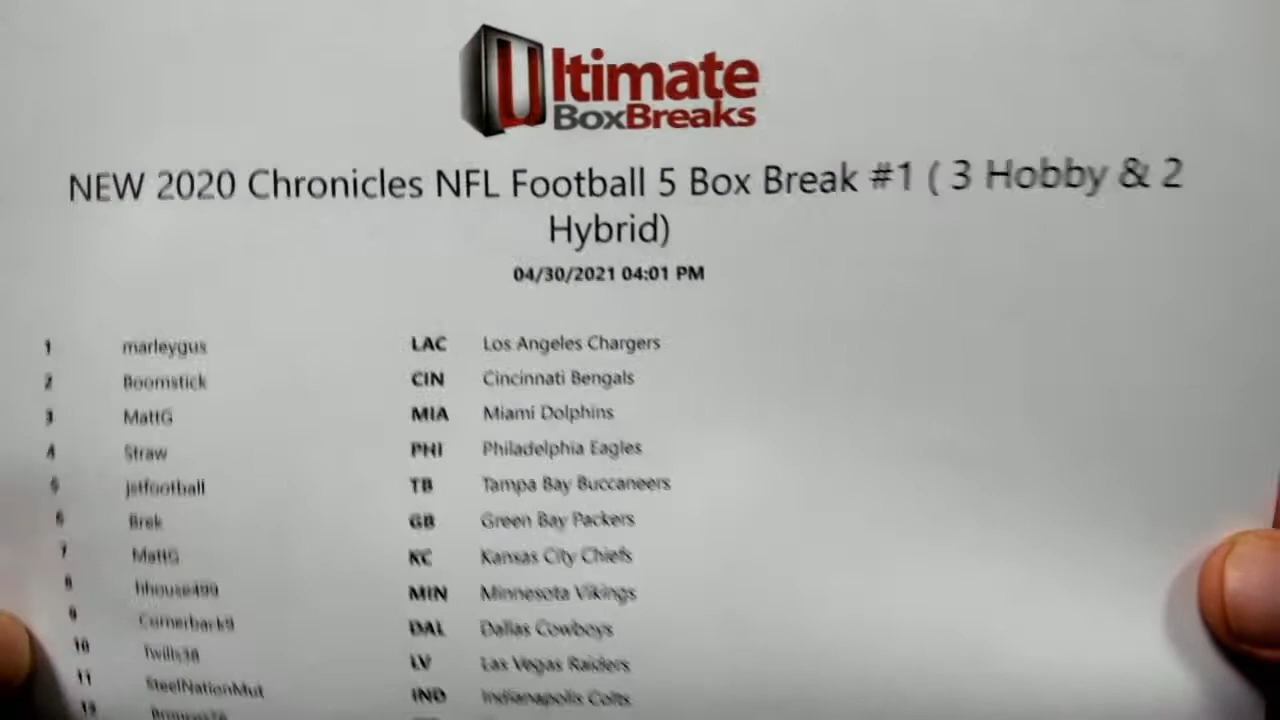 Ultimate
BoxBreaks
NEW 2020 Chronicles NFL Football 5 Box Break #1 ( 3 Hobby & 2
Hybrid)
04/30/2021 04:01 PM
1 marleygus LAC Los Angeles Chargers
2 Boomstick CIN Cincinnati Bengals
3 MattG MIA Miami Dolphins
4 Straw PHI Philadelphia Eagles
5 jstfootball TB Tampa Bay Buccaneers
6 Brek GB Green Bay Packers
7 MattG KC Kansas City Chiefs
8 hhouse499 MIN Minnesota Vikings
9 Cornerback9 DAL Dallas Cowboys
10 Twills38 LV Las Vegas Raiders
11 SteelNationMut IND Indianapolis Colts
12